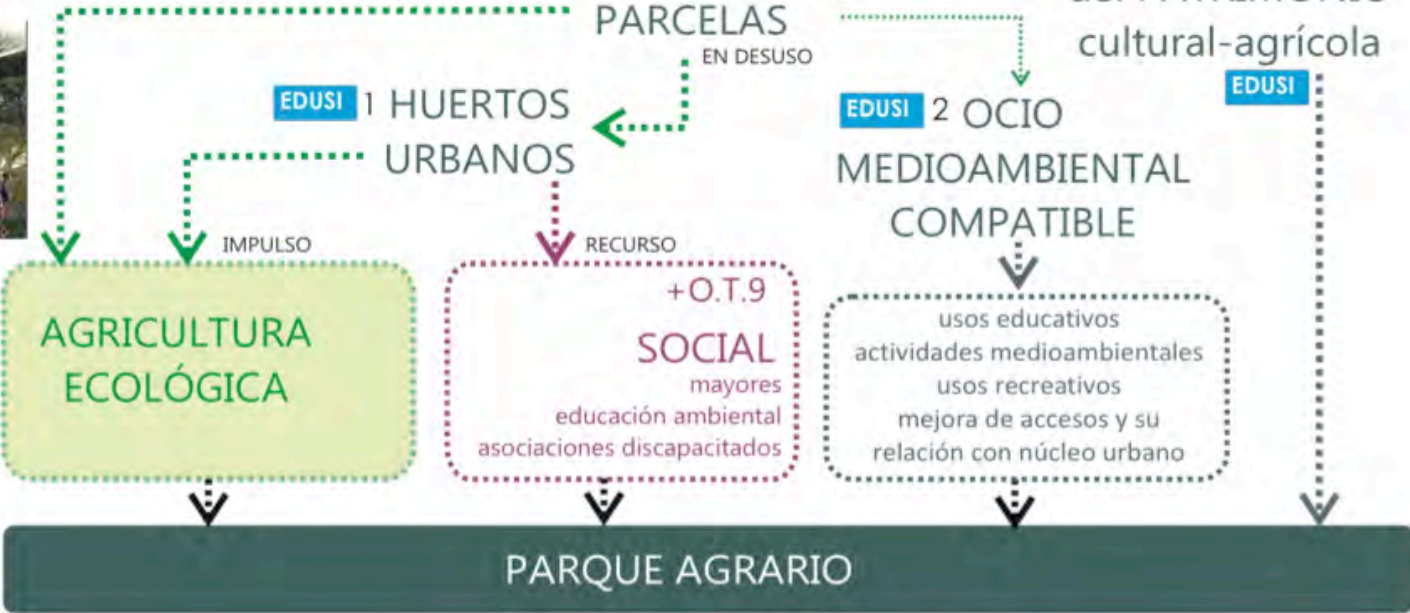 PARCELAS
EN DESUSO
cultural-agrícola
EDUSI
EDUSI 1 HUERTOS
URBANOS
EDUSI 2 OCIO
MEDIOAMBIENTAL
COMPATIBLE
IMPULSO
RECURSO
AGRICULTURA
ECOLÓGICA
+O.T.9
SOCIAL
mayores
educación ambiental
asociaciones discapacitados
usos educativos
actividades medioambientales
usos recreativos
mejora de accesos y su
relación con núcleo urbano
PARQUE AGRARIO